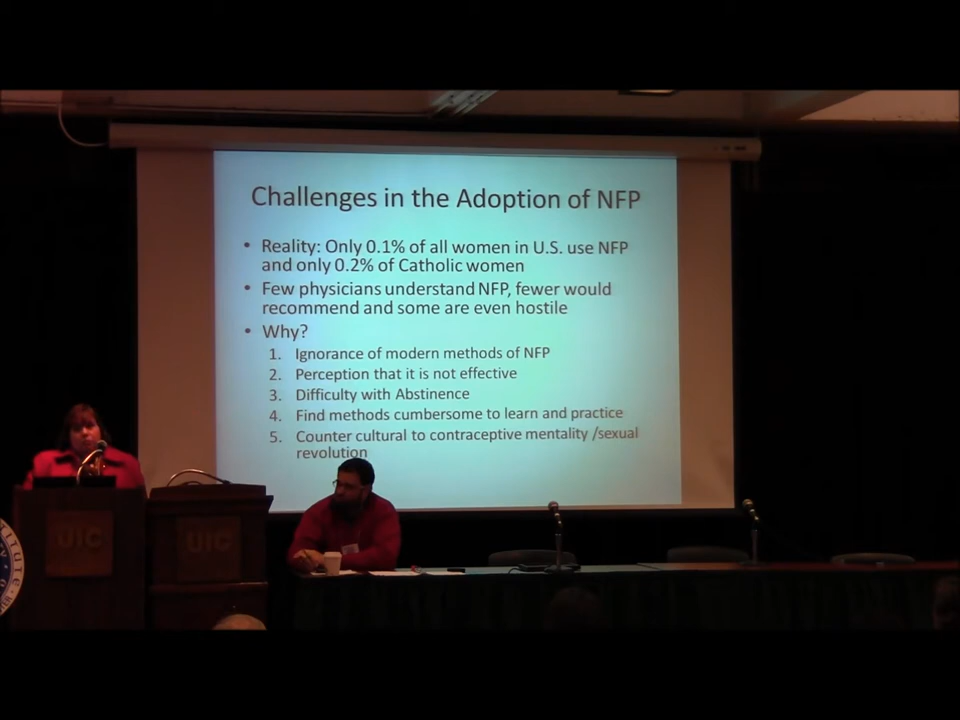 Challenges in the Adoption of NFP
• Reality: Only 0.1% of all women in U.S. use NFP
and only 0.2% of Catholic women
• Few physicians understand NFP, fewer would
recommend and some are even hostile
• Why?
1. Ignorance of modern methods of NFP
2. Perception that it is not effective
3. Difficulty with Abstinence
4. Find methods cumbersome to learn and practice
5. Counter cultural to contraceptive mentality /sexual
revolution
UIC
UIC